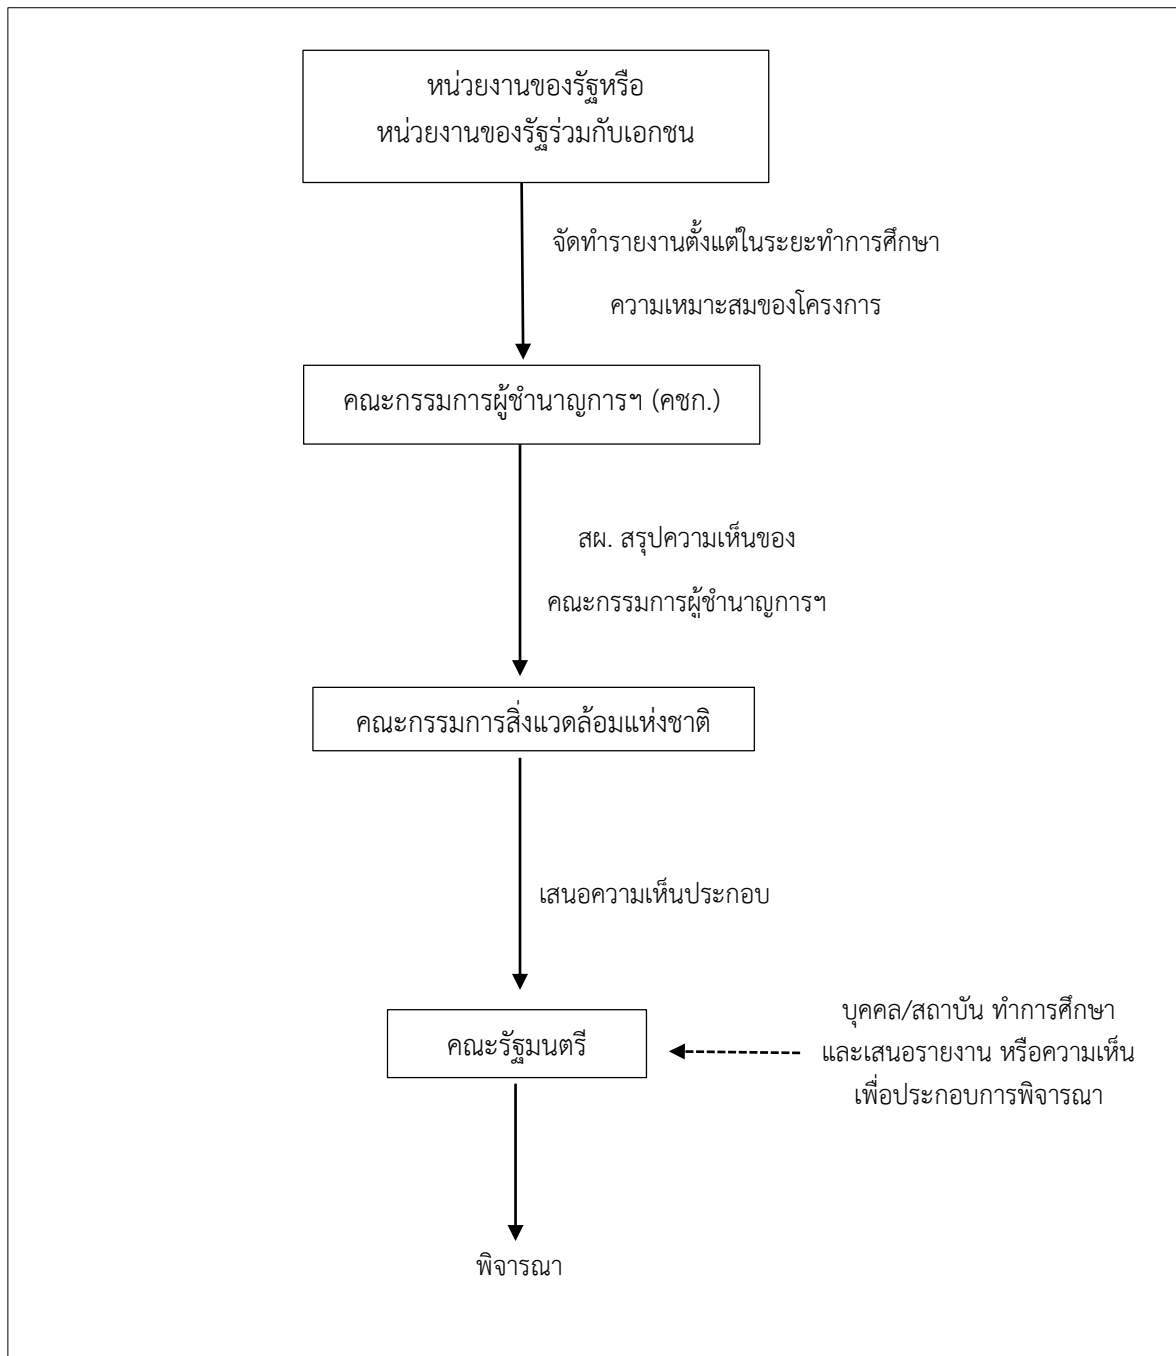 หน่วยงานของรัฐหรือ
หน่วยงานของรัฐร่วมกับเอกชน
จัดทำรายงานตั้งแต่ในระยะทำการศึกษา
ความเหมาะสมของโครงการ
คณะกรรมการผู้ชำนาญการฯ (คชก.)
สผ. สรุปความเห็นของ
คณะกรรมการผู้ชำนาญการฯ
คณะกรรมการสิ่งแวดล้อมแห่งชาติ
เสนอความเห็นประกอบ
คณะรัฐมนตรี
บุคคล/สถาบัน ทำการศึกษา
และเสนอรายงาน หรือความเห็น
เพื่อประกอบการพิจารณา
พิจารณา